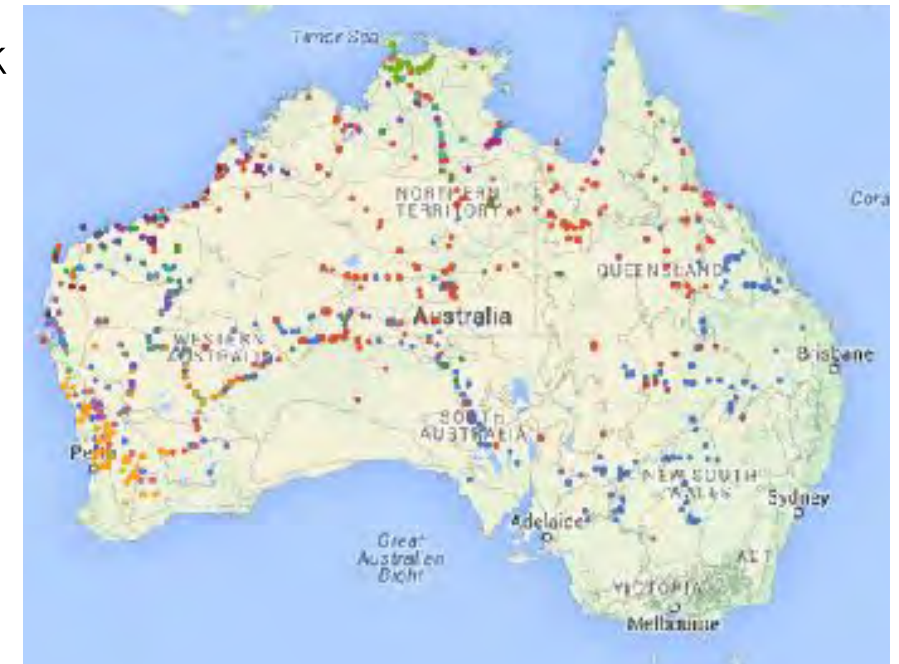 K
Timor Sea
NORTHERN
TERRITORY
Cora
QUEENSLAND
Australia
WESTERN
AUSTRALIA
Brisbane
SOUTH
AUSTRALIA
Perth
NEW SOUTH
WALES
Sydney
Adelaide
Great
Australian
Bight
ACT
VICTORIA
Melbourne